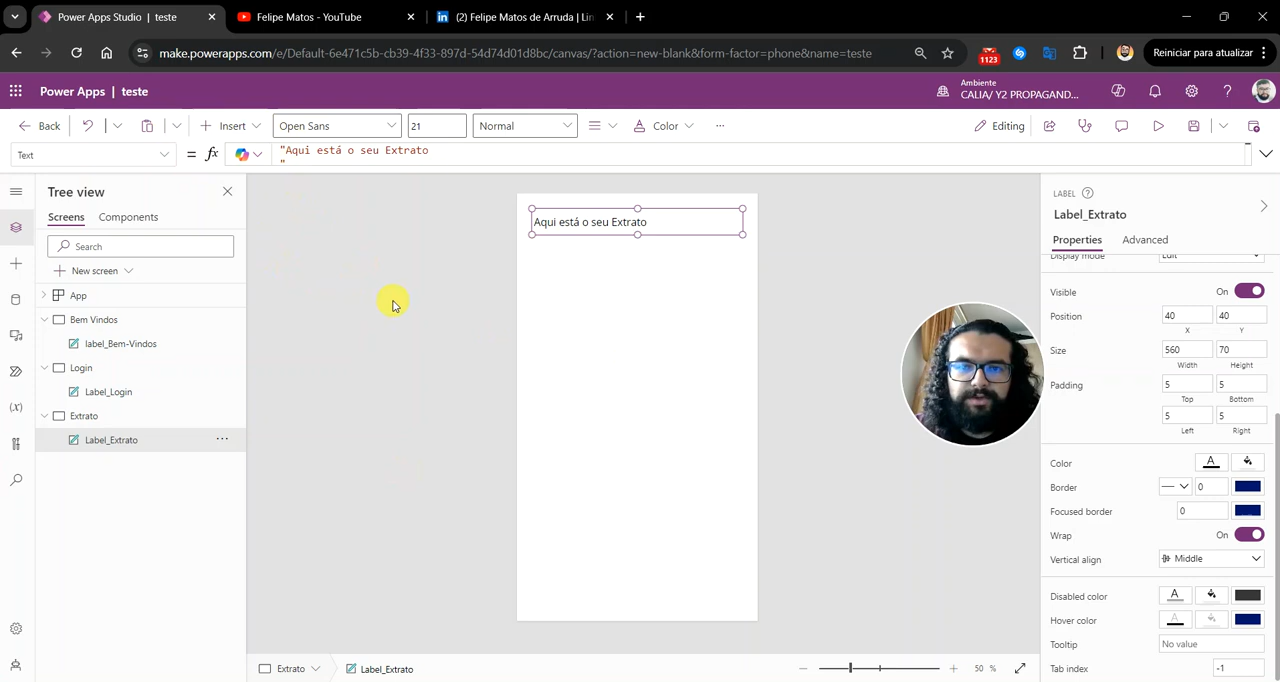 Power Apps Studio | teste
Felipe Matos - YouTube
(2) Felipe Matos de Arruda | Lin
make.powerapps.com/e/Default-6e471c5b-cb39-4f33-897d-54d74d01d8bc/canvas/?action=new-blank&form-factor=phone&name=teste
1123
Reiniciar para atualizar
Power Apps | teste
Ambiente
CALIA/ Y2 PROPAGAND...
Back
Insert
Open Sans
21
Normal
Color
Editing
Text
= fx
"Aqui está o seu Extrato
"
Tree view
Screens
Components
Search
New screen
App
Bem Vindos
label_Bem-Vindos
Login
Label_Login
Extrato
Label_Extrato
Aqui está o seu Extrato
LABEL
Label_Extrato
Properties
Advanced
Display mode
Edit
Visible
On
Position
40
40
X
Y
Size
560
70
Width
Height
Padding
5
5
Top
Bottom
5
5
Left
Right
Color
Border
0
Focused border
0
Wrap
On
Vertical align
Middle
Disabled color
Hover color
Tooltip
No value
Tab index
-1
Extrato
Label_Extrato
50 %